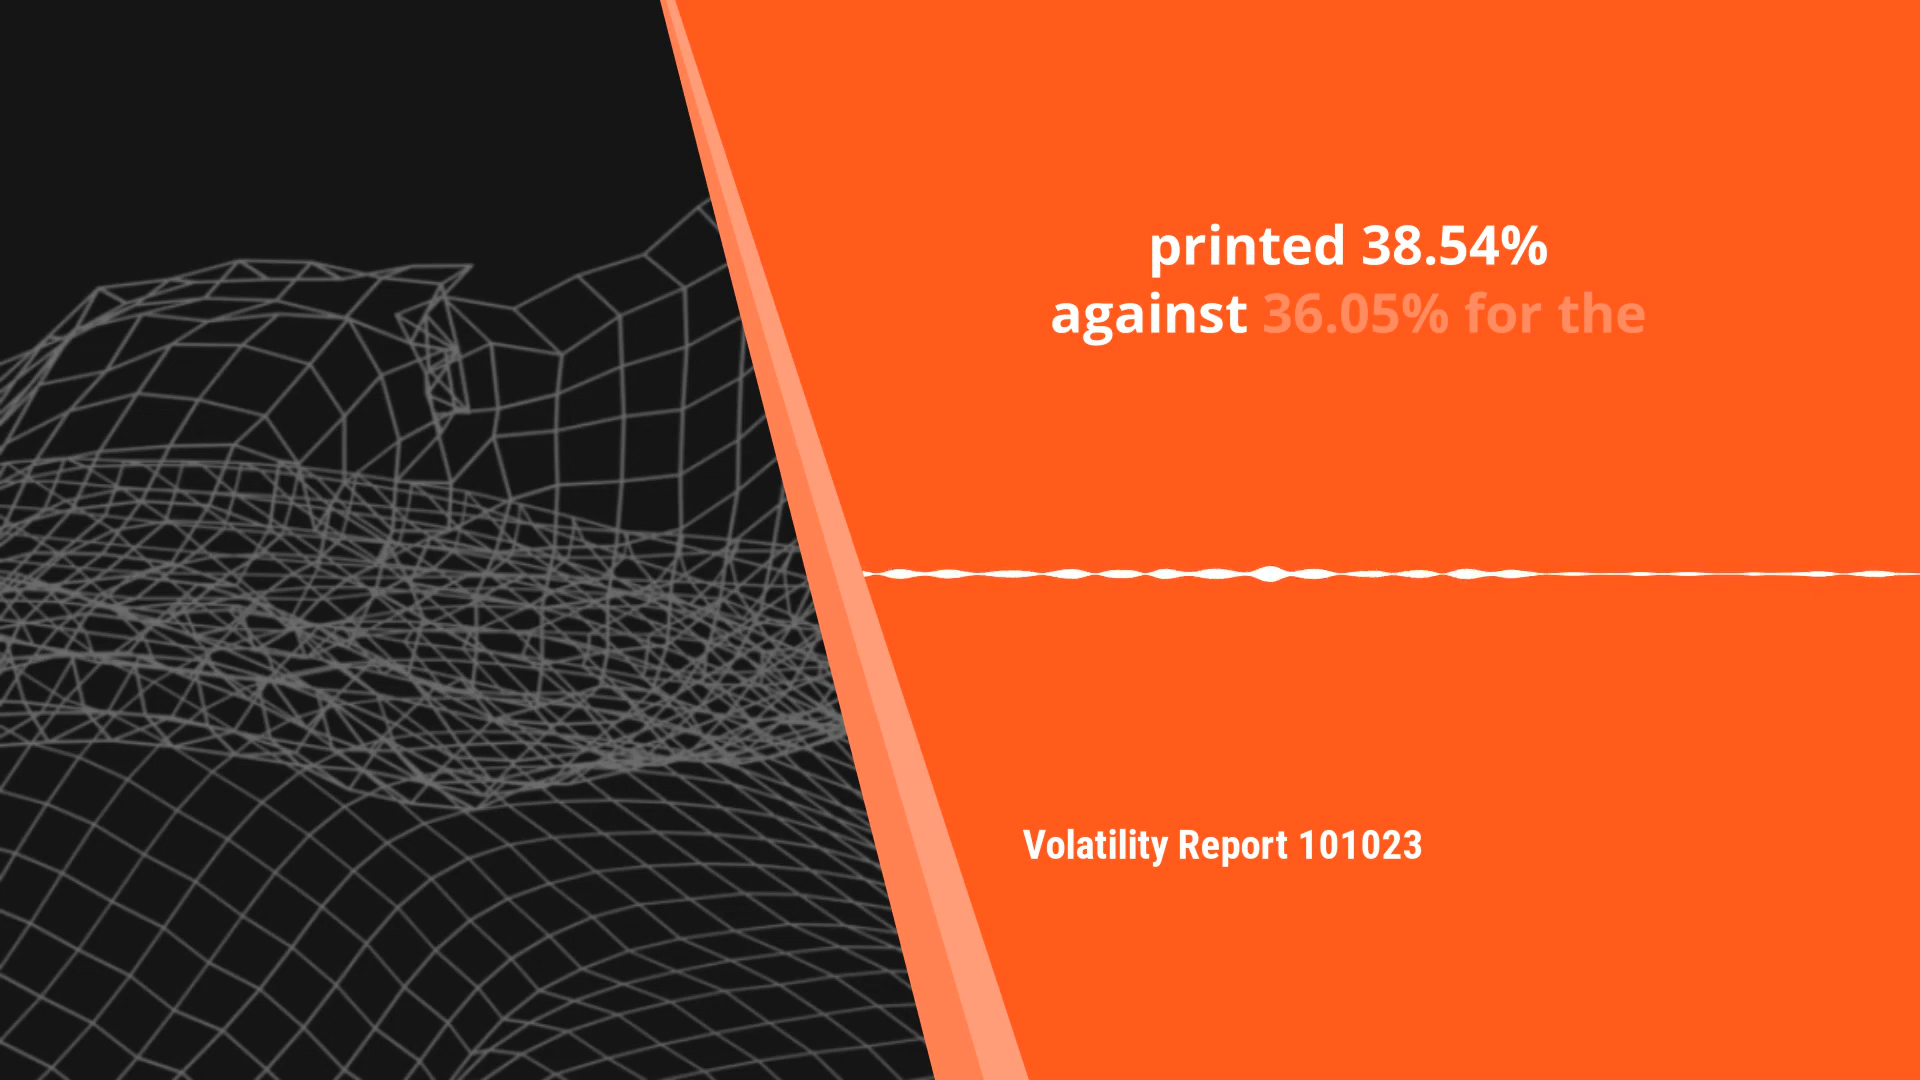 printed 38.54%
against 36.05% for the
Volatility Report 101023